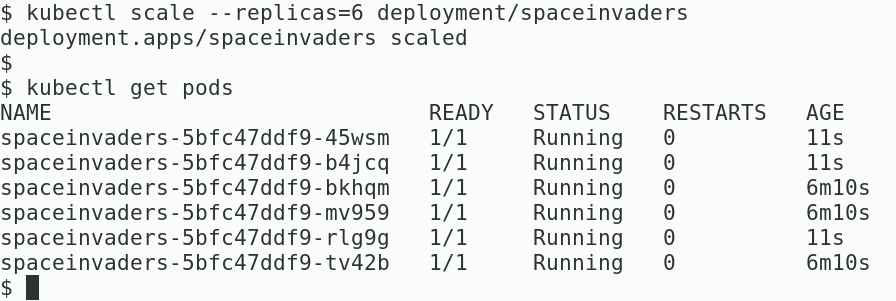 $ kubectl scale --replicas=6 deployment/spaceinvaders
deployment.apps/spaceinvaders scaled
$
$ kubectl get pods
NAME                             READY   STATUS    RESTARTS   AGE
spaceinvaders-5bfc47ddf9-45wsm   1/1     Running   0          11s
spaceinvaders-5bfc47ddf9-b4jcq   1/1     Running   0          11s
spaceinvaders-5bfc47ddf9-bkhqm   1/1     Running   0          6m10s
spaceinvaders-5bfc47ddf9-mv959   1/1     Running   0          6m10s
spaceinvaders-5bfc47ddf9-rlg9g   1/1     Running   0          11s
spaceinvaders-5bfc47ddf9-tv42b   1/1     Running   0          6m10s
$